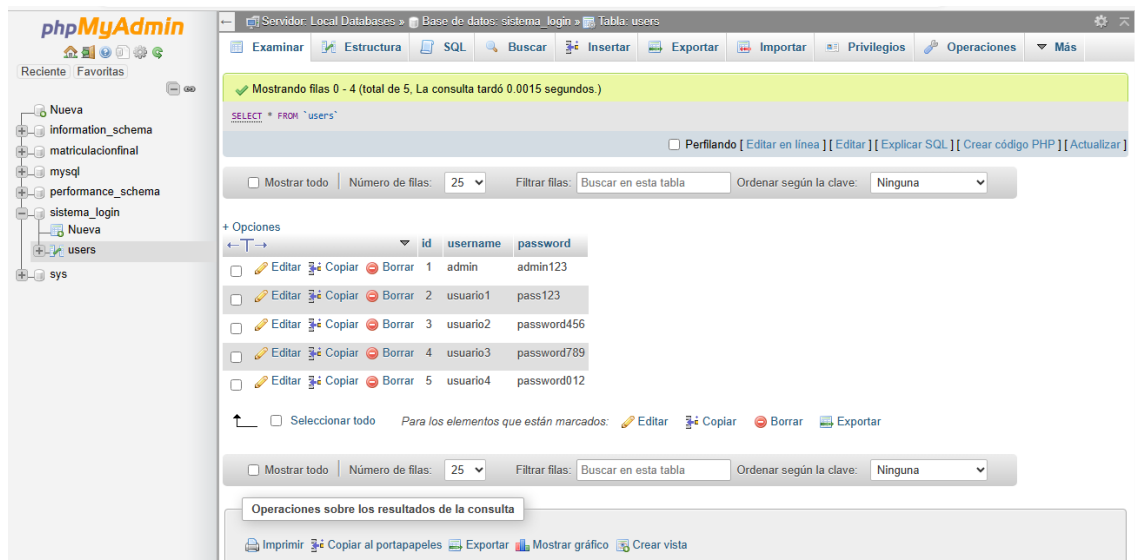 phpMyAdmin
Reciente Favoritas
Nueva
information_schema
matriculacionfinal
mysql
performance_schema
sistema_login
Nueva
users
sys
Servidor: Local Databases » Base de datos: sistema_login » Tabla: users
Examinar Estructura SQL Buscar Insertar Exportar Importar Privilegios Operaciones Más
Mostrando filas 0 - 4 (total de 5, La consulta tardó 0.0015 segundos.)
SELECT * FROM `users`
Perfilando [ Editar en línea ] [ Editar ] [ Explicar SQL ] [ Crear código PHP ] [ Actualizar ]
Mostrar todo Número de filas: 25 Filtrar filas: Buscar en esta tabla Ordenar según la clave: Ninguna
+ Opciones
←T→ id username password
Editar Copiar Borrar 1 admin admin123
Editar Copiar Borrar 2 usuario1 pass123
Editar Copiar Borrar 3 usuario2 password456
Editar Copiar Borrar 4 usuario3 password789
Editar Copiar Borrar 5 usuario4 password012
Seleccionar todo Para los elementos que están marcados: Editar Copiar Borrar Exportar
Mostrar todo Número de filas: 25 Filtrar filas: Buscar en esta tabla Ordenar según la clave: Ninguna
Operaciones sobre los resultados de la consulta
Imprimir Copiar al portapapeles Exportar Mostrar gráfico Crear vista